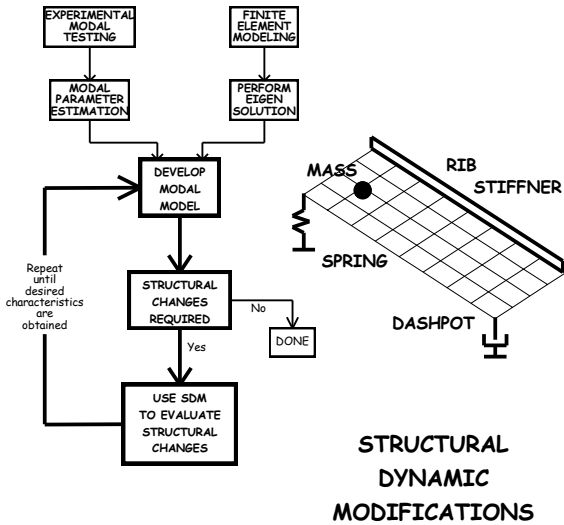 EXPERIMENTAL
MODAL
TESTING
FINITE
ELEMENT
MODELING
MODAL
PARAMETER
ESTIMATION
PERFORM
EIGEN
SOLUTION
DEVELOP
MODAL
MODEL
Repeat
until
desired
characteristics
are
obtained
STRUCTURAL
CHANGES
REQUIRED
No
DONE
Yes
USE SDM
TO EVALUATE
STRUCTURAL
CHANGES
MASS
RIB
STIFFNER
SPRING
DASHPOT
STRUCTURAL
DYNAMIC
MODIFICATIONS